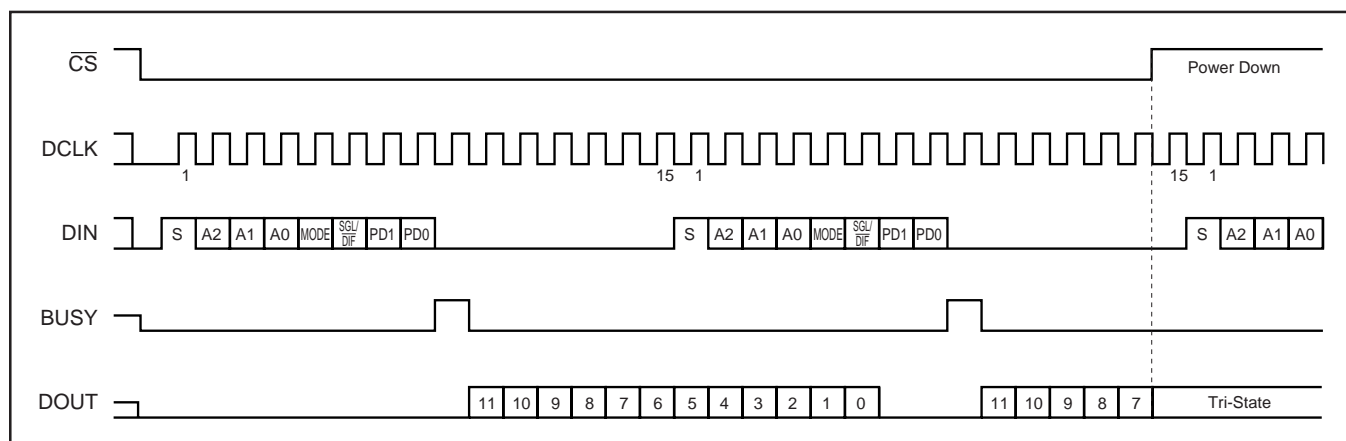 CS
Power Down
DCLK
1
15
1
15
1
DIN
S A2 A1 A0 MODE SGL/DIF PD1 PD0
S A2 A1 A0 MODE SGL/DIF PD1 PD0
S A2 A1 A0
BUSY
DOUT
11 10 9 8 7 6 5 4 3 2 1 0
11 10 9 8 7
Tri-State